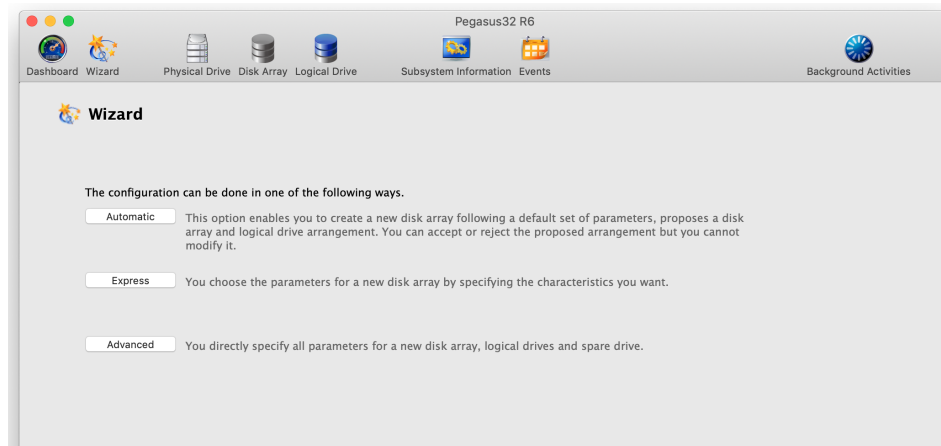 Pegasus32 R6
Dashboard Wizard Physical Drive Disk Array Logical Drive Subsystem Information Events Background Activities
Wizard
The configuration can be done in one of the following ways.
Automatic This option enables you to create a new disk array following a default set of parameters, proposes a disk
array and logical drive arrangement. You can accept or reject the proposed arrangement but you cannot
modify it.
Express You choose the parameters for a new disk array by specifying the characteristics you want.
Advanced You directly specify all parameters for a new disk array, logical drives and spare drive.